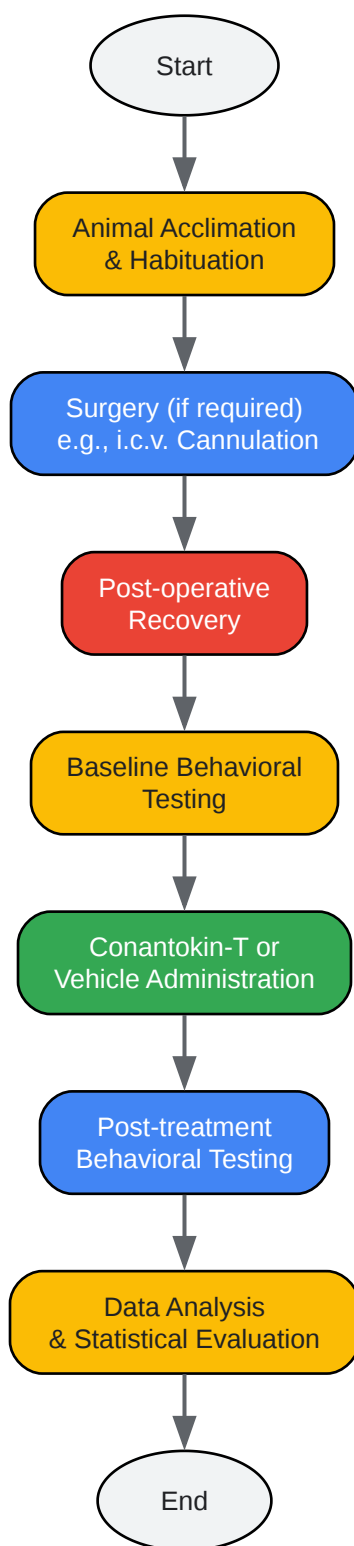 Start
Animal Acclimation
& Habituation
Surgery (if required)
e.g., i.c.v. Cannulation
Post-operative
Recovery
Baseline Behavioral
Testing
Conantokin-T or
Vehicle Administration
Post-treatment
Behavioral Testing
Data Analysis
& Statistical Evaluation
End